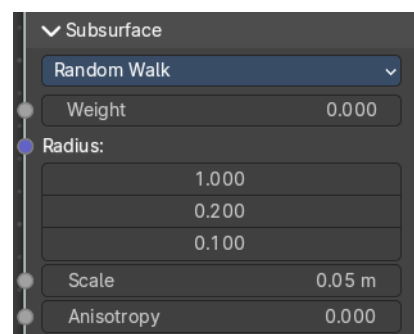 Subsurface
Random Walk
Weight 0.000
Radius:
1.000
0.200
0.100
Scale 0.05 m
Anisotropy 0.000